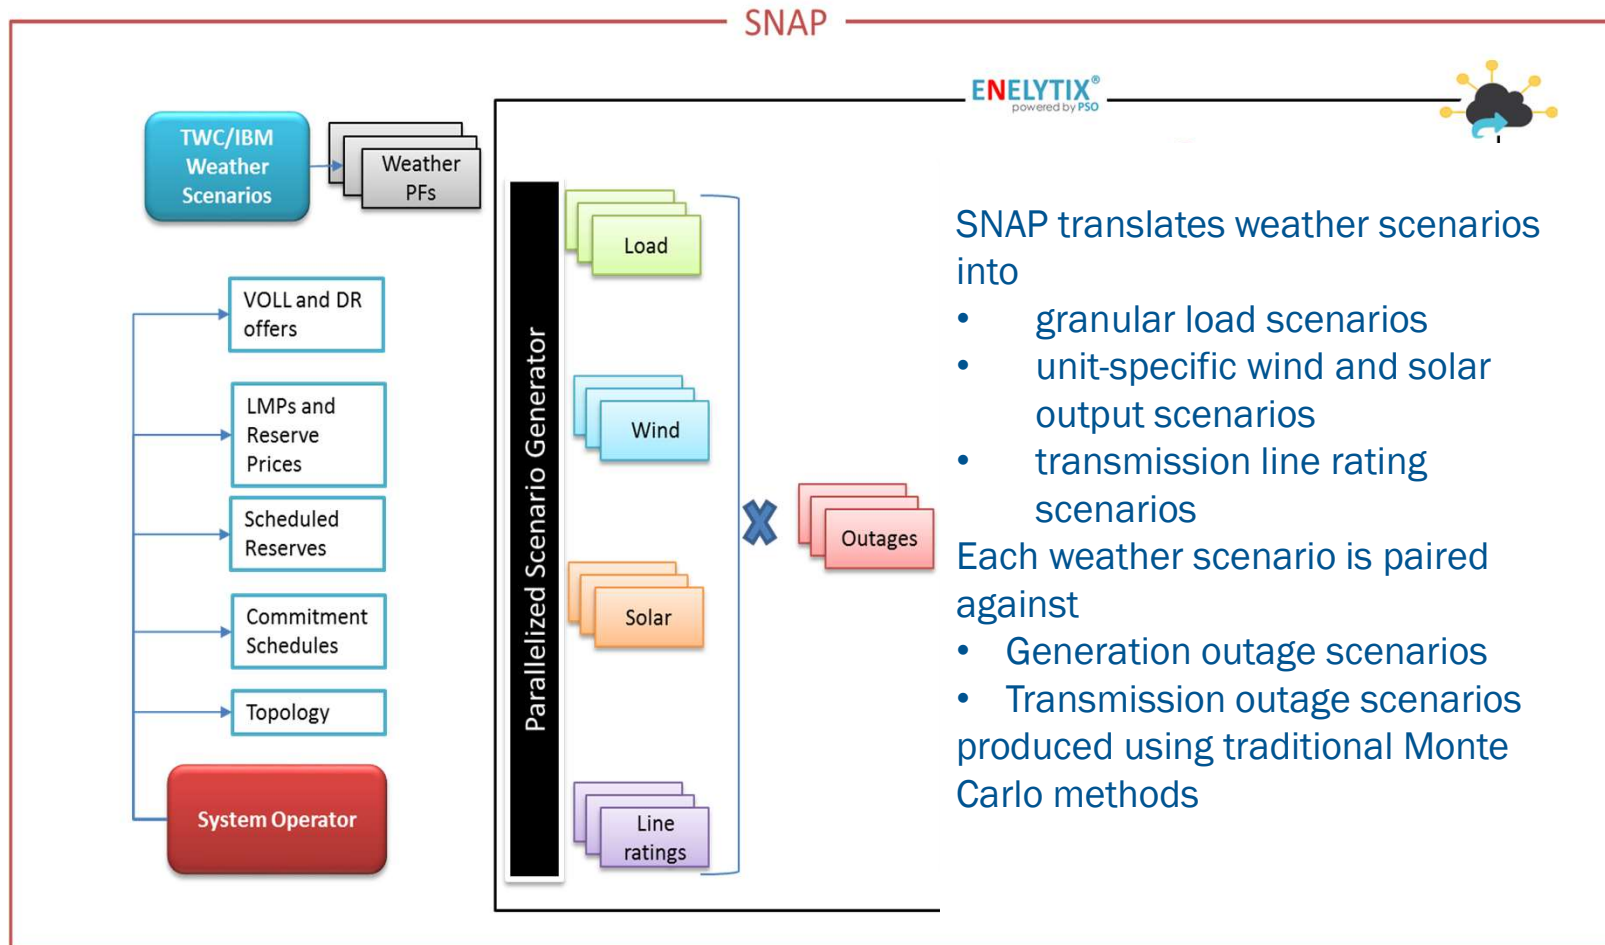 SNAP
ENELYTIX®
powered by PSO
TWC/IBM
Weather
Scenarios
Weather
PFs
VOLL and DR
offers
LMPs and
Reserve
Prices
Scheduled
Reserves
Commitment
Schedules
Topology
System Operator
Parallelized Scenario Generator
Load
Wind
Solar
Line
ratings
Outages
SNAP translates weather scenarios
into
• granular load scenarios
• unit-specific wind and solar
output scenarios
• transmission line rating
scenarios
Each weather scenario is paired
against
• Generation outage scenarios
• Transmission outage scenarios
produced using traditional Monte
Carlo methods